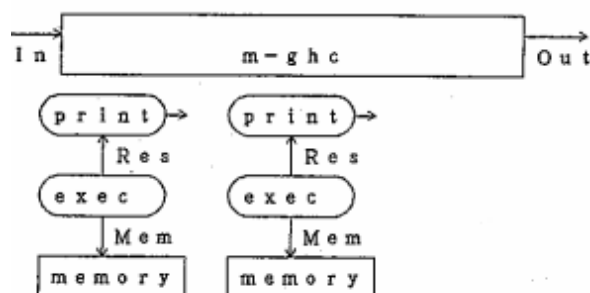 In m-ghc Out
print print
Res Res
exec exec
Mem Mem
memory memory